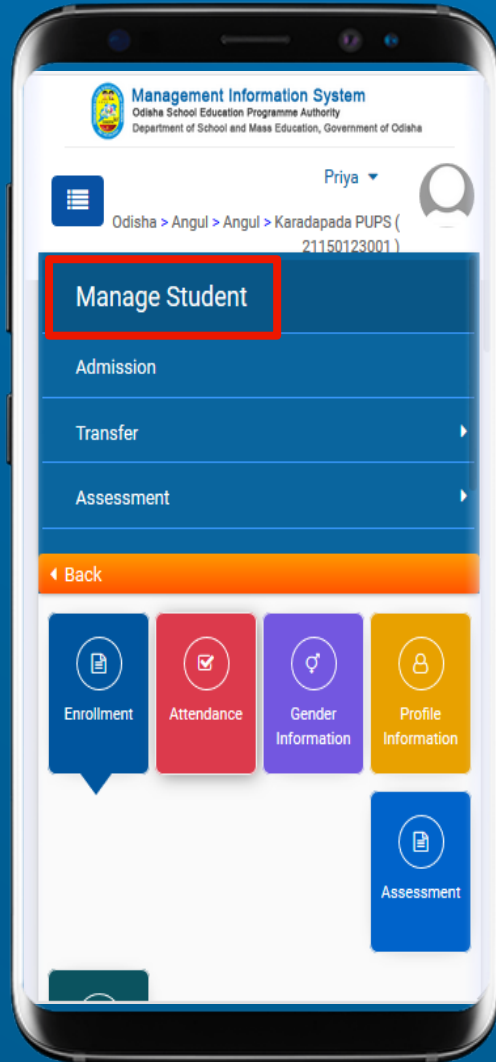 Management Information System
Odisha School Education Programme Authority
Department of School and Mass Education, Government of Odisha
Priya
Odisha > Angul > Angul > Karadapada PUPS (
21150123001 )
Manage Student
Admission
Transfer
Assessment
Back
Enrollment
Attendance
Gender
Information
Profile
Information
Assessment